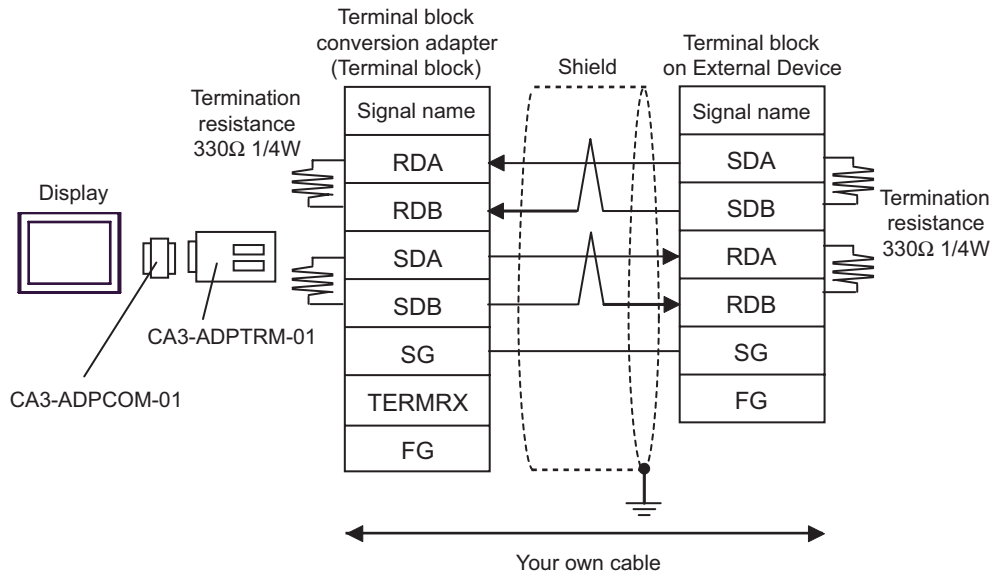 Terminal block
conversion adapter
(Terminal block)
Shield
Terminal block
on External Device
Termination
resistance
330Ω 1/4W
Signal name
RDA
RDB
SDA
SDB
SG
TERMRX
FG
Signal name
SDA
SDB
RDA
RDB
SG
FG
Termination
resistance
330Ω 1/4W
Display
CA3-ADPTRM-01
CA3-ADPCOM-01
Your own cable